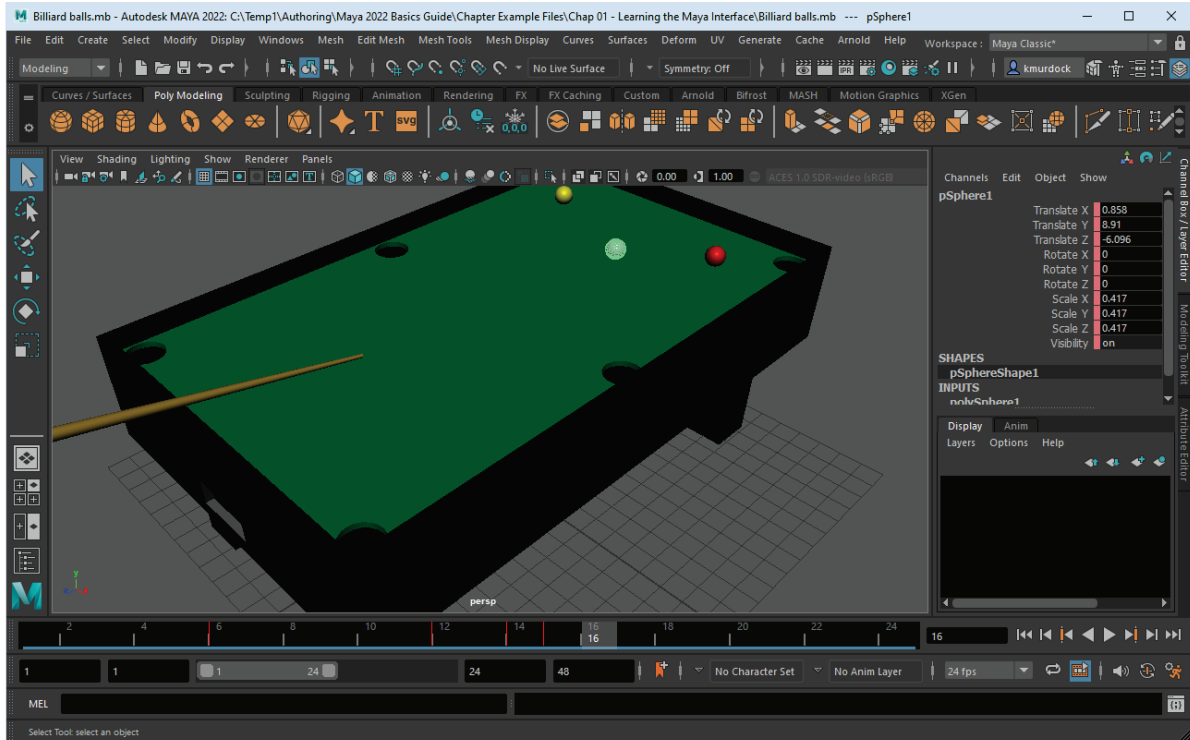 Billiard balls.mb - Autodesk MAYA 2022: C:\Temp1\Authoring\Maya 2022 Basics Guide\Chapter Example Files\Chap 01 - Learning the Maya Interface\Billiard balls.mb --- pSphere1
File Edit Create Select Modify Display Windows Mesh Edit Mesh Mesh Tools Mesh Display Curves Surfaces Deform UV Generate Cache Arnold Help Workspace : Maya Classic*
Modeling No Live Surface Symmetry: Off IPR kmurdock
Curves / Surfaces Poly Modeling Sculpting Rigging Animation Rendering FX FX Caching Custom Arnold Bifrost MASH Motion Graphics XGen
T svg 0,0,0
View Shading Lighting Show Renderer Panels
0.00 1.00 ACES 1.0 SDR-video (sRGB)
persp
y
Channels Edit Object Show
pSphere1
Translate X 0.858
Translate Y 8.91
Translate Z -6.096
Rotate X 0
Rotate Y 0
Rotate Z 0
Scale X 0.417
Scale Y 0.417
Scale Z 0.417
Visibility on
SHAPES
pSphereShape1
INPUTS
polySphere1
Display Anim
Layers Options Help
Channel Box / Layer Editor
Modeling Toolkit
Attribute Editor
2 4 6 8 10 12 14 16 18 20 22 24
16 16
1 1 1 24 24 48 No Character Set No Anim Layer 24 fps
MEL
Select Tool: select an object